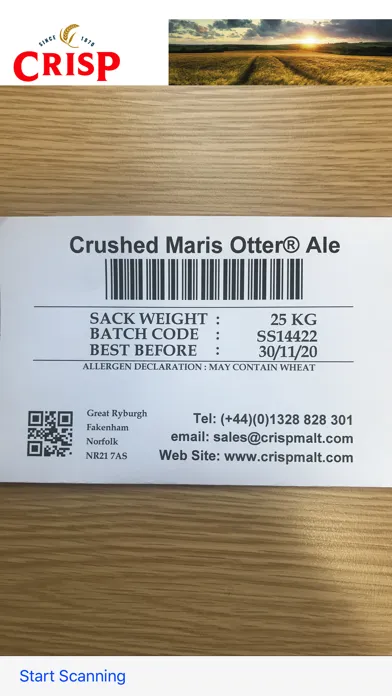 SINCE 1870
CRISP
Crushed Maris Otter® Ale
SACK WEIGHT : 25 KG
BATCH CODE : SS14422
BEST BEFORE : 30/11/20
ALLERGEN DECLARATION : MAY CONTAIN WHEAT
Great Ryburgh
Fakenham
Norfolk
NR21 7AS
Tel: (+44)(0)1328 828 301
email: sales@crispmalt.com
Web Site: www.crispmalt.com
Start Scanning